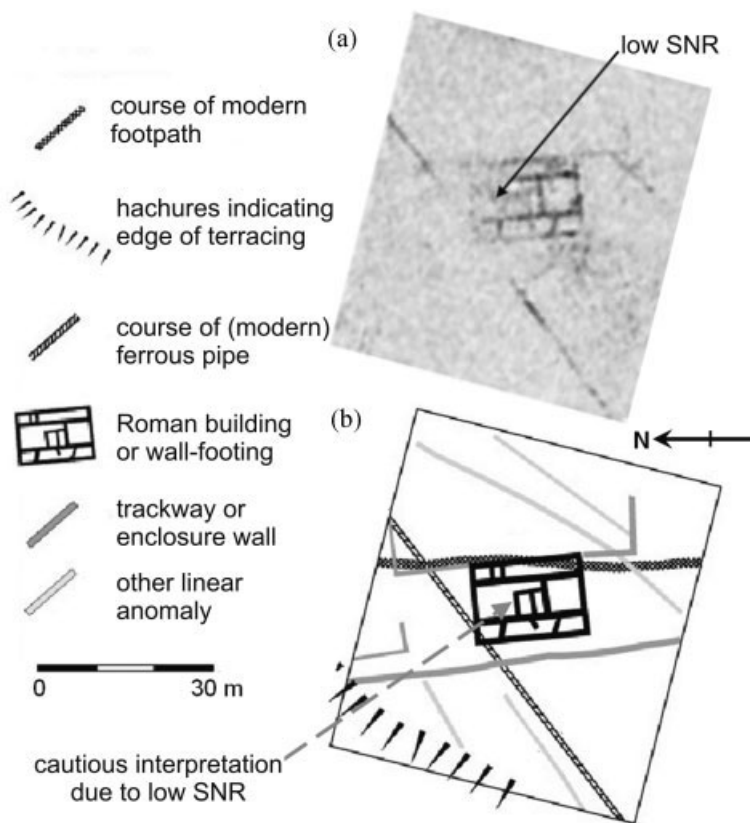 (a)
low SNR
course of modern
footpath
hachures indicating
edge of terracing
course of (modern)
ferrous pipe
Roman building
or wall-footing
(b)
N
trackway or
enclosure wall
other linear
anomaly
0 30 m
cautious interpretation
due to low SNR